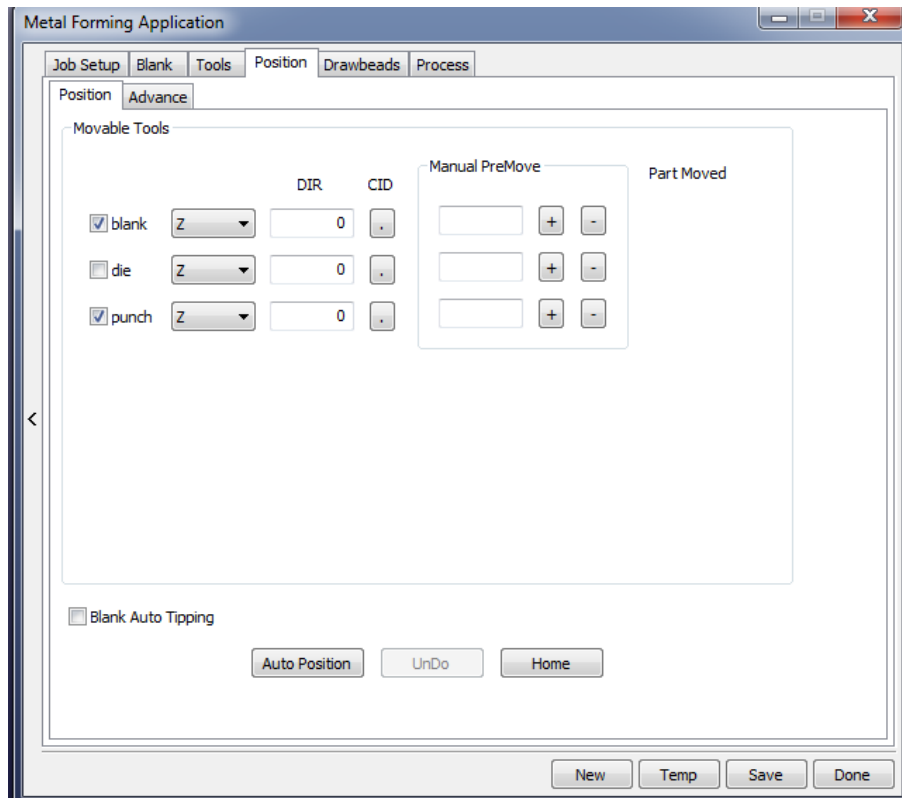 Metal Forming Application
Job Setup Blank Tools Position Drawbeads Process
Position Advance
Movable Tools
Manual PreMove
Part Moved
DIR CID
blank Z 0 . + -
die Z 0 . + -
punch Z 0 . + -
<
Blank Auto Tipping
Auto Position UnDo Home
New Temp Save Done